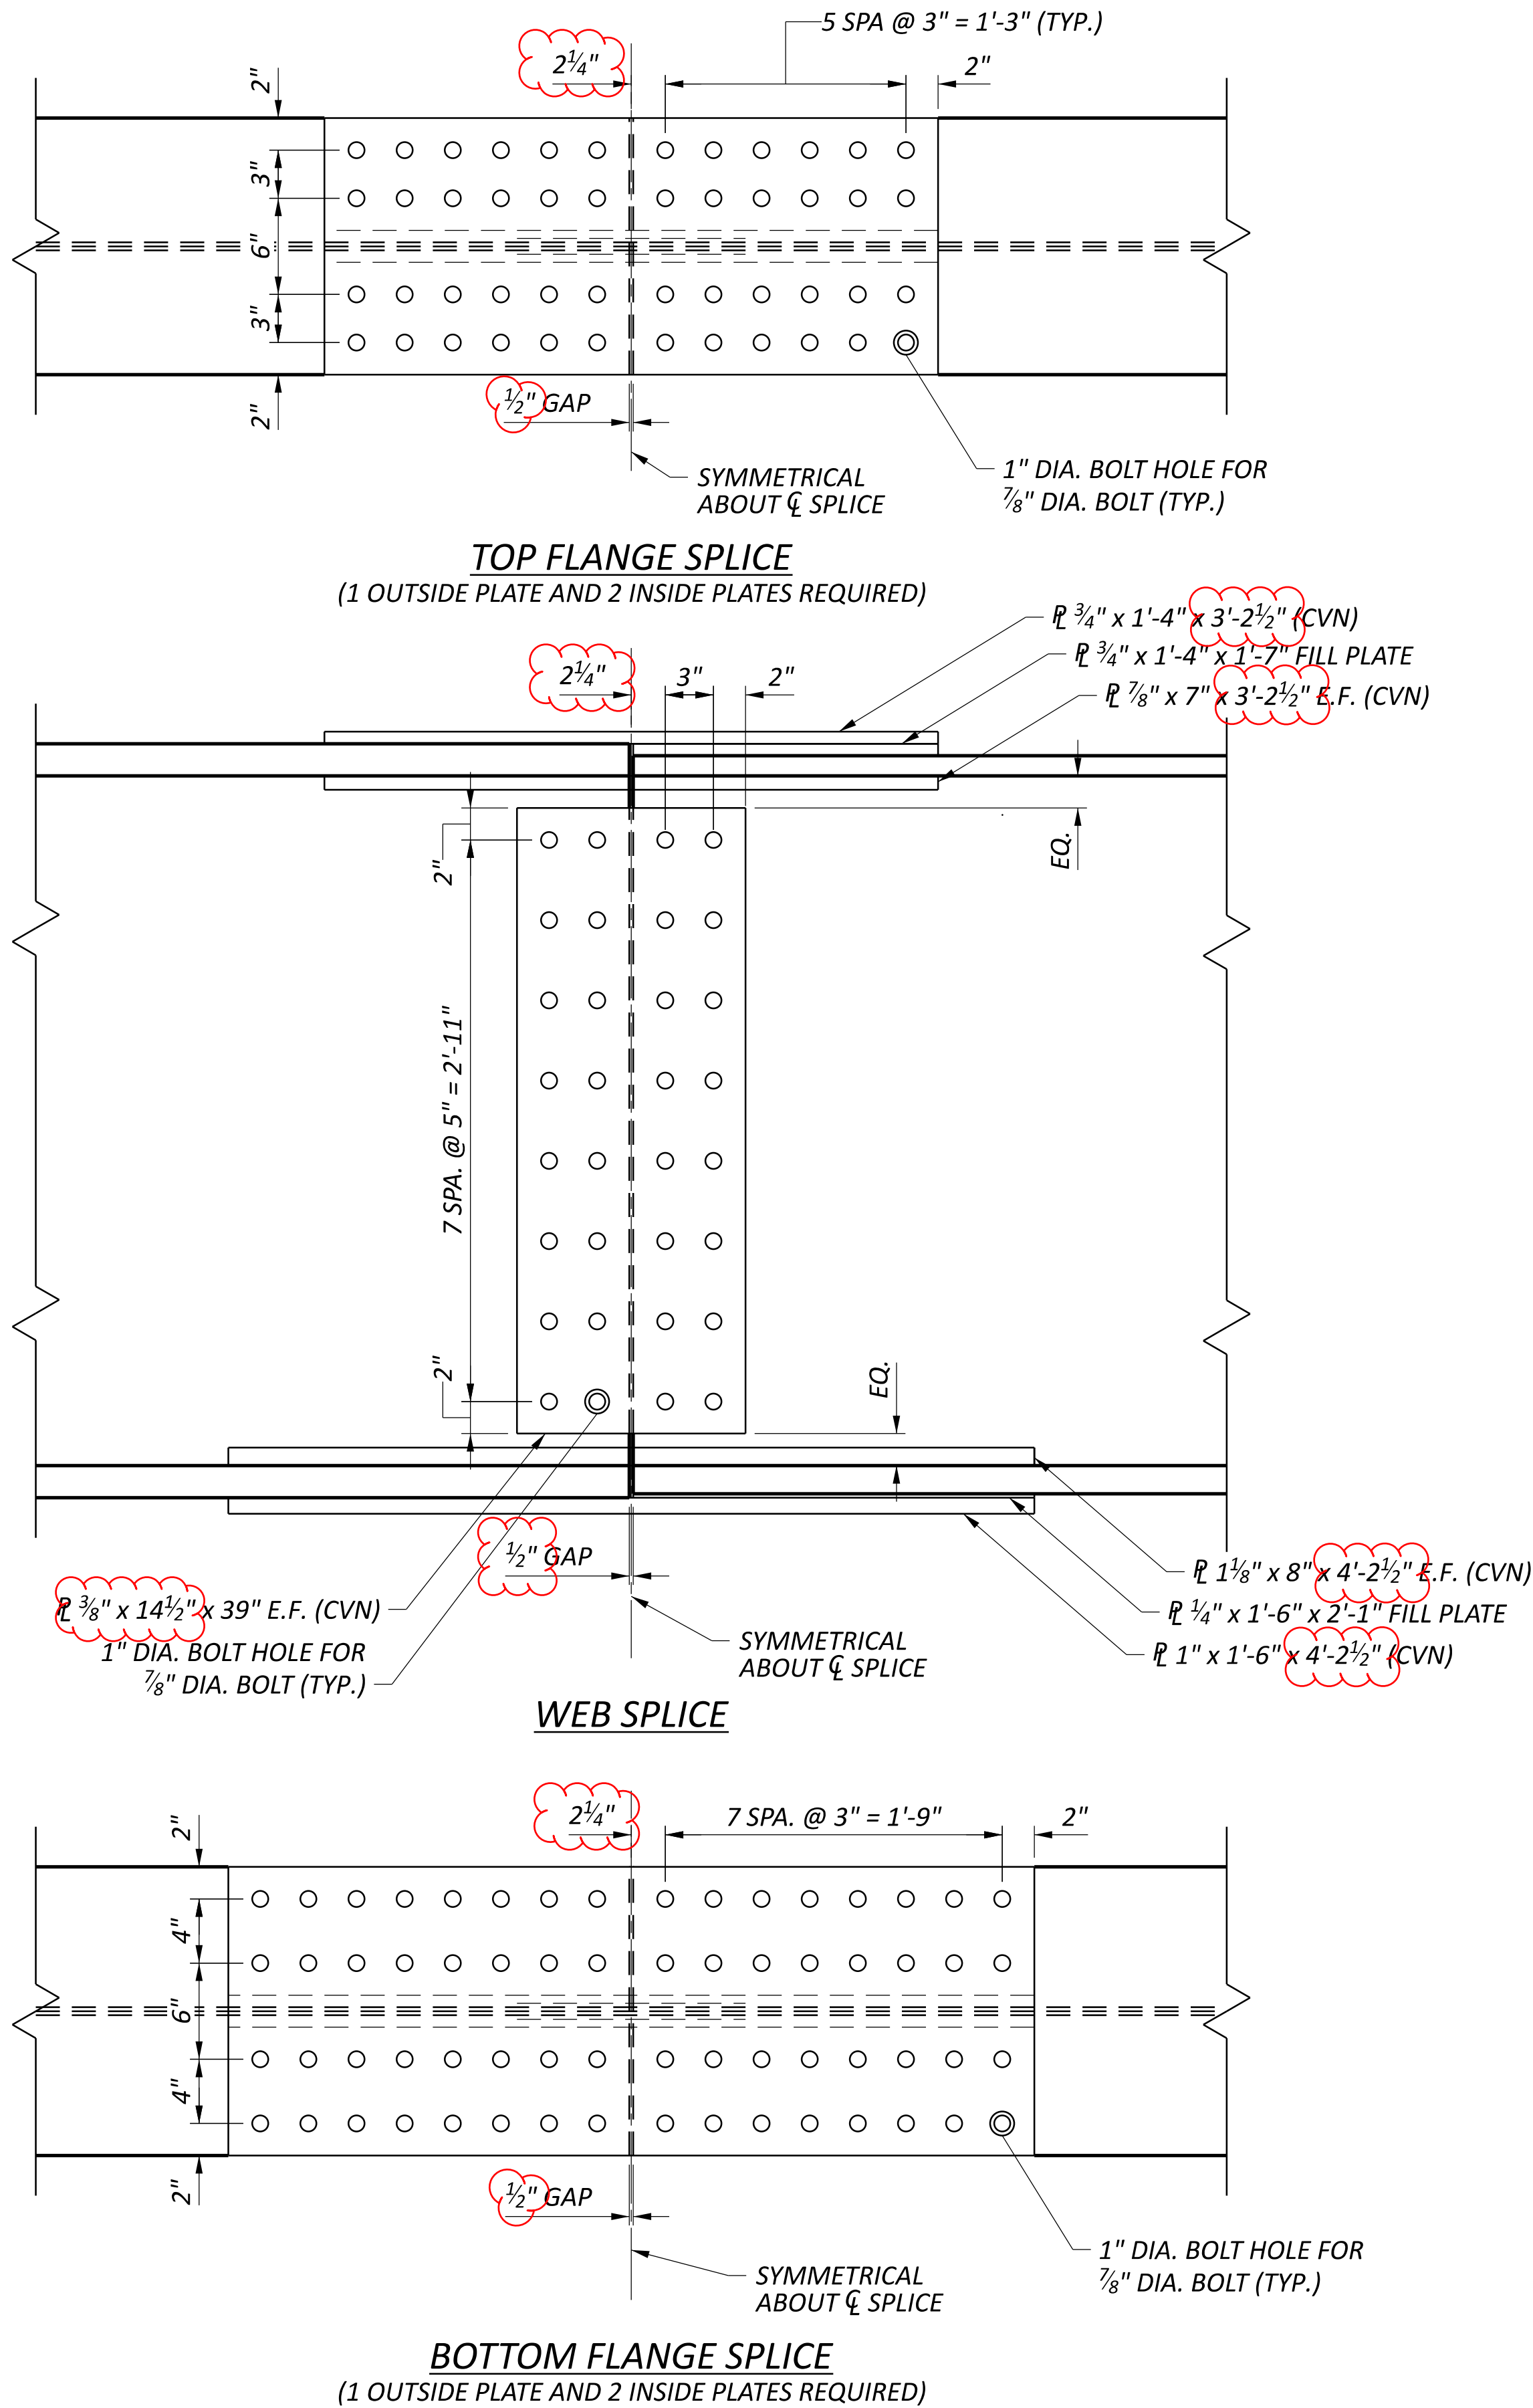 5 SPA @ 3" = 1'-3" (TYP.)
2¼"
2"
2"
3"
6"
3"
2"
½" GAP
SYMMETRICAL
ABOUT ℄ SPLICE
1" DIA. BOLT HOLE FOR
⅞" DIA. BOLT (TYP.)
TOP FLANGE SPLICE
(1 OUTSIDE PLATE AND 2 INSIDE PLATES REQUIRED)
℄ ¾" x 1'-4" x 3'-2½" (CVN)
℄ ¾" x 1'-4" x 1'-7" FILL PLATE
℄ ⅞" x 7" x 3'-2½" E.F. (CVN)
2¼"
3"
2"
EQ.
2"
7 SPA. @ 5" = 2'-11"
2"
EQ.
½" GAP
℄ ⅜" x 14½" x 39" E.F. (CVN)
1" DIA. BOLT HOLE FOR
⅞" DIA. BOLT (TYP.)
℄ 1⅛" x 8" x 4'-2½" E.F. (CVN)
℄ ¼" x 1'-6" x 2'-1" FILL PLATE
℄ 1" x 1'-6" x 4'-2½" (CVN)
SYMMETRICAL
ABOUT ℄ SPLICE
WEB SPLICE
2¼"
7 SPA. @ 3" = 1'-9"
2"
2"
4"
6"
4"
2"
½" GAP
SYMMETRICAL
ABOUT ℄ SPLICE
1" DIA. BOLT HOLE FOR
⅞" DIA. BOLT (TYP.)
BOTTOM FLANGE SPLICE
(1 OUTSIDE PLATE AND 2 INSIDE PLATES REQUIRED)